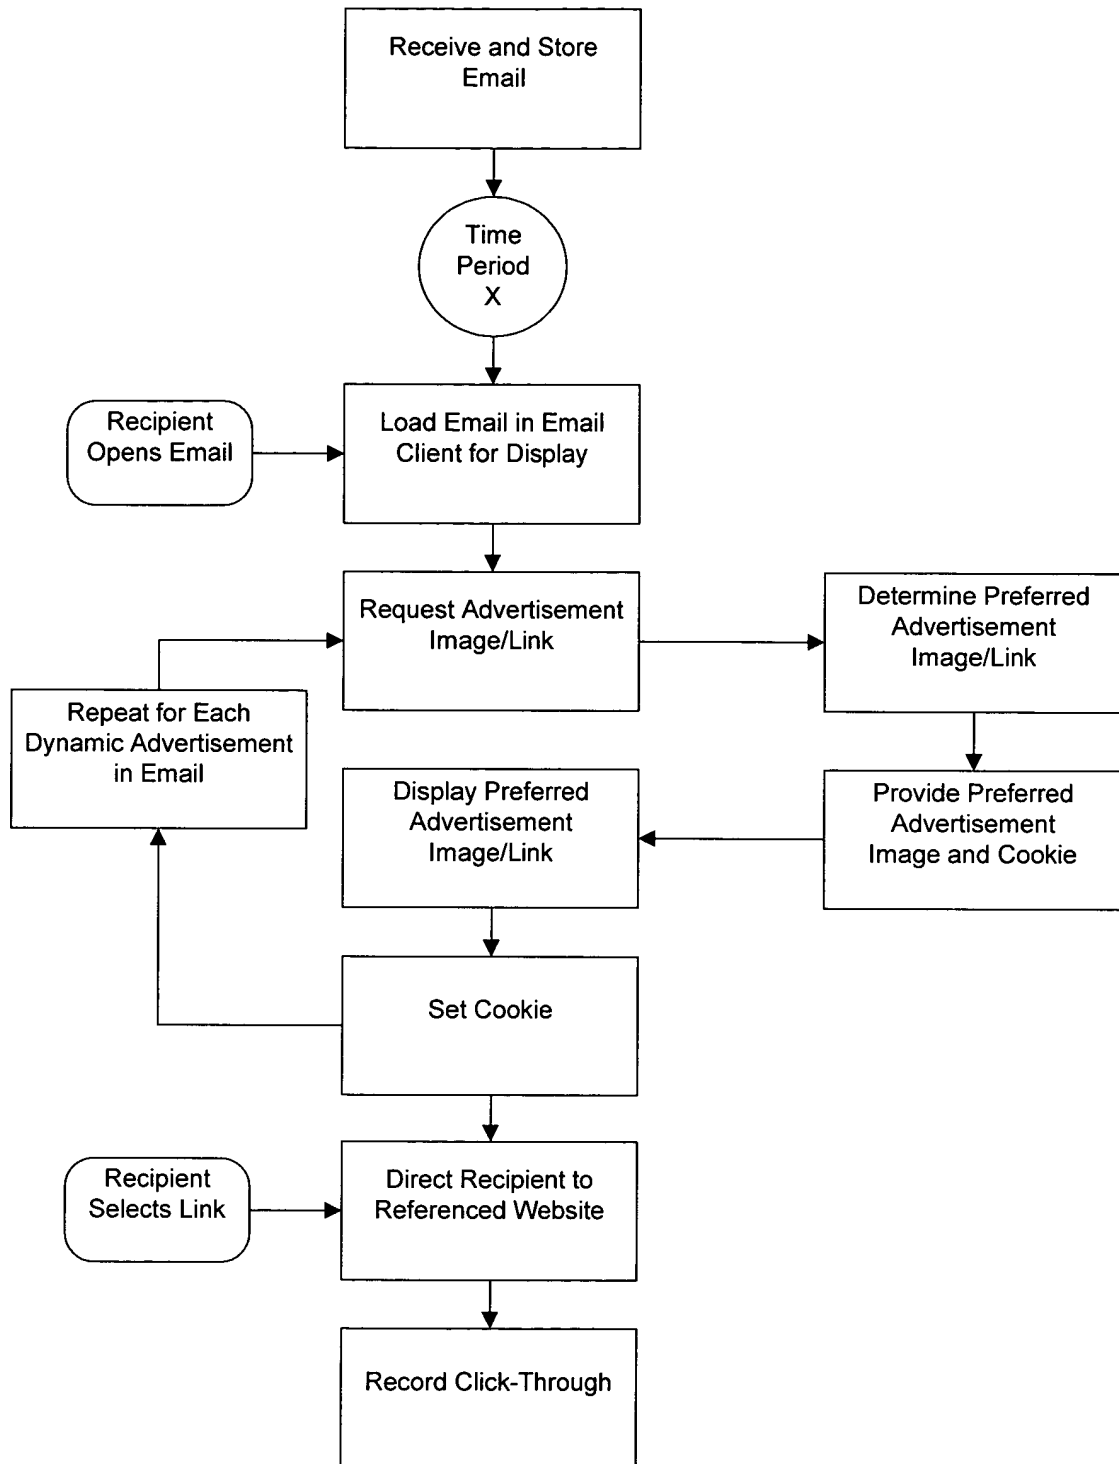 Receive and Store
Email
Time
Period
X
Recipient
Opens Email
Load Email in Email
Client for Display
Request Advertisement
Image/Link
Determine Preferred
Advertisement
Image/Link
Repeat for Each
Dynamic Advertisement
in Email
Display Preferred
Advertisement
Image/Link
Provide Preferred
Advertisement
Image and Cookie
Set Cookie
Recipient
Selects Link
Direct Recipient to
Referenced Website
Record Click-Through